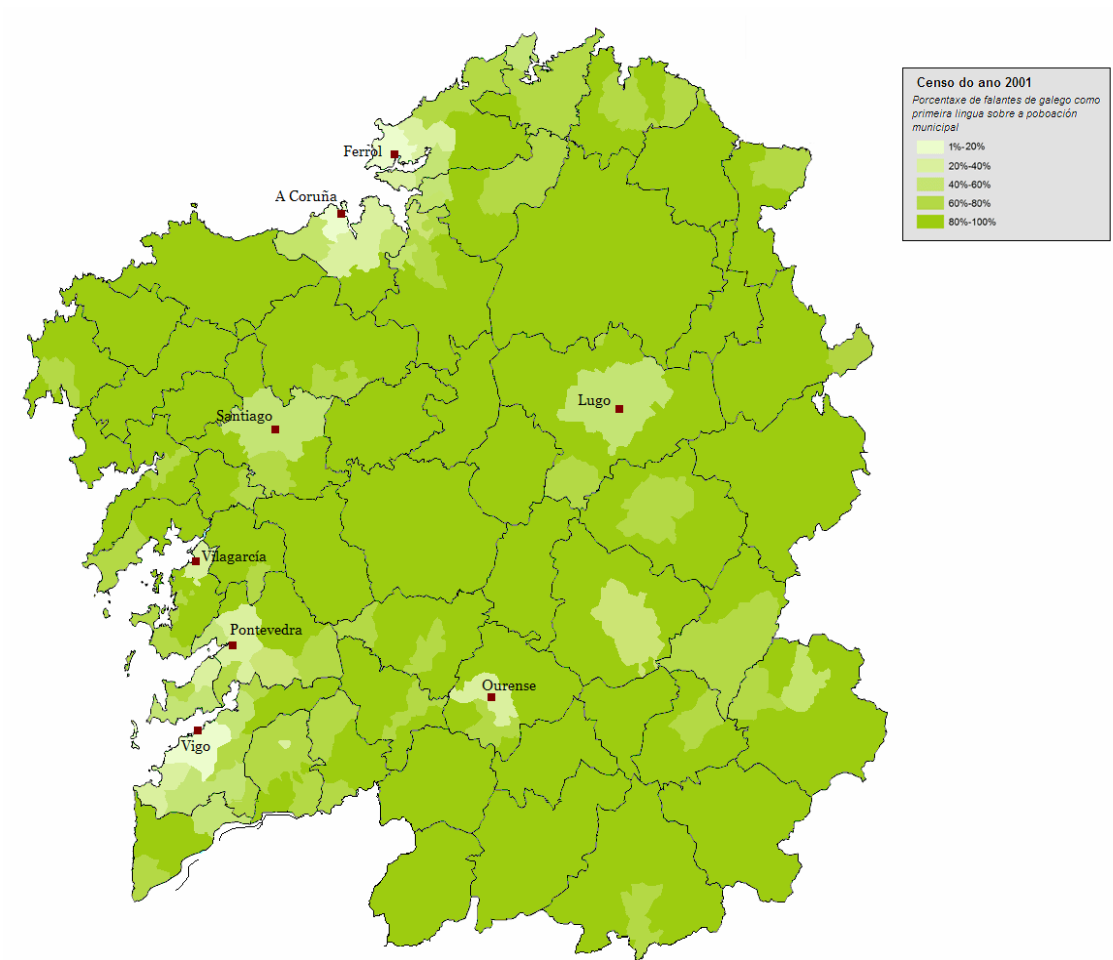 Censo do ano 2001
Porcentaxe de falantes de galego como
primeira lingua sobre a poboación
municipal
1%-20%
20%-40%
40%-60%
60%-80%
80%-100%
Ferrol
A Coruña
Lugo
Santiago
Vilagarcía
Pontevedra
Ourense
Vigo